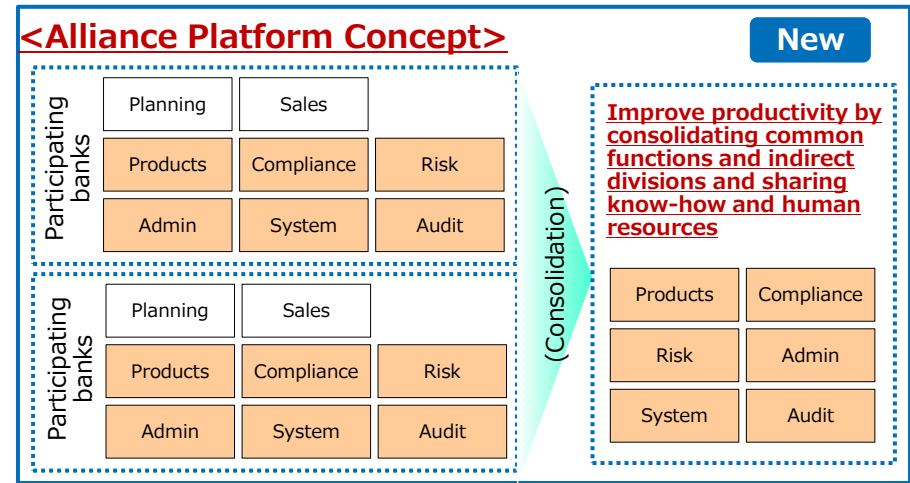 <Alliance Platform Concept>
New
Participating
banks
Planning
Sales
Products
Compliance
Risk
Admin
System
Audit
Participating
banks
Planning
Sales
Products
Compliance
Risk
Admin
System
Audit
(Consolidation)
Improve productivity by
consolidating common
functions and indirect
divisions and sharing
know-how and human
resources
Products
Compliance
Risk
Admin
System
Audit